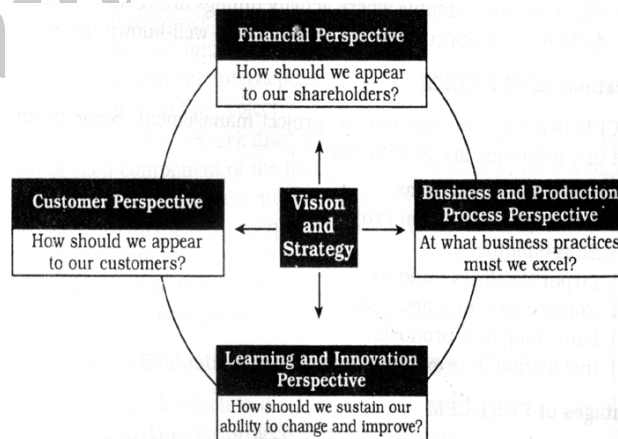 Financial Perspective
How should we appear
to our shareholders?
Customer Perspective
How should we appear
to our customers?
Vision
and
Strategy
Business and Production
Process Perspective
At what business practices
must we excel?
Learning and Innovation
Perspective
How should we sustain our
ability to change and improve?